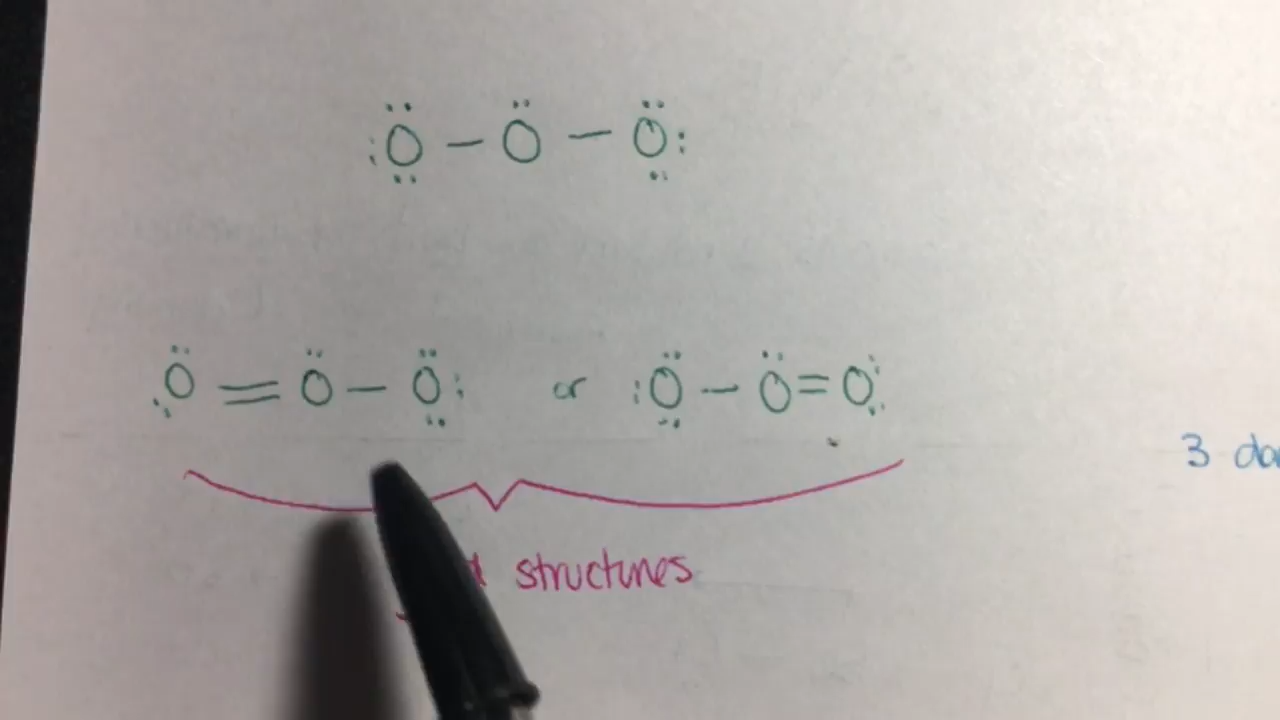 :Ö̤ – Ö – Ö̤:
Ö = Ö – Ö̤: or :Ö̤ – Ö = O
3
structures